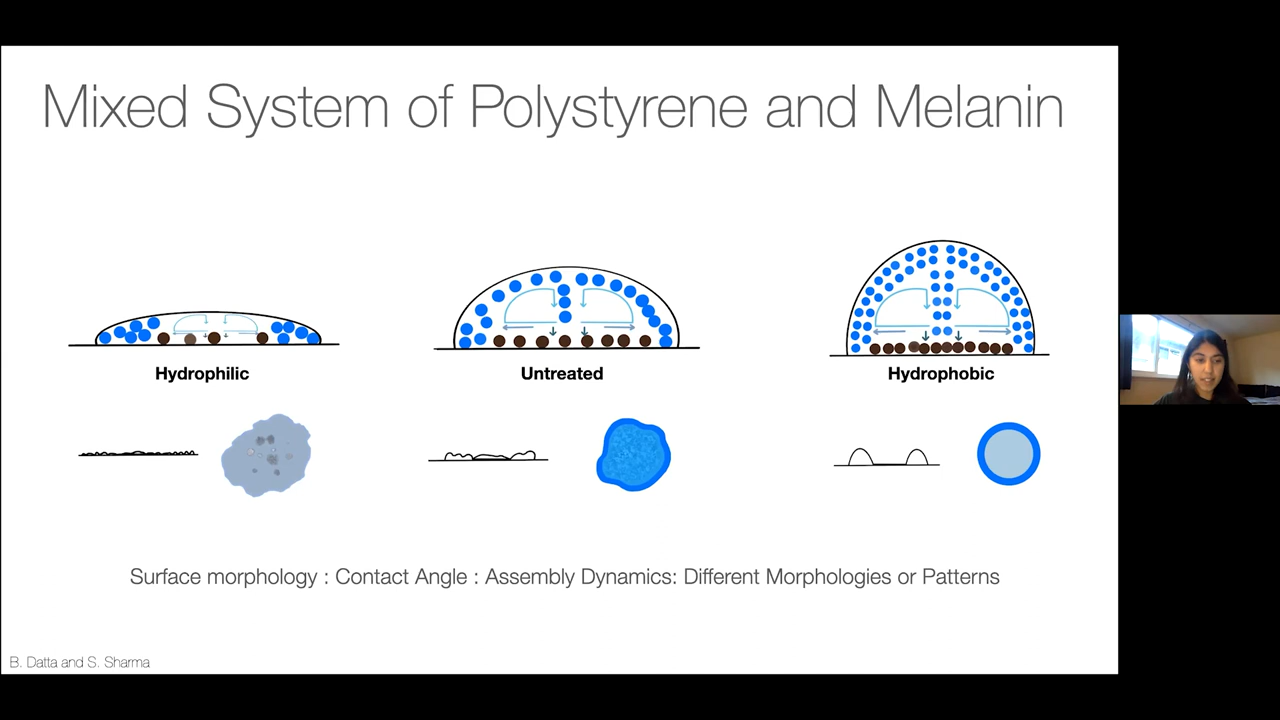 Mixed System of Polystyrene and Melanin
Hydrophilic
Untreated
Hydrophobic
Surface morphology : Contact Angle : Assembly Dynamics: Different Morphologies or Patterns
B. Datta and S. Sharma